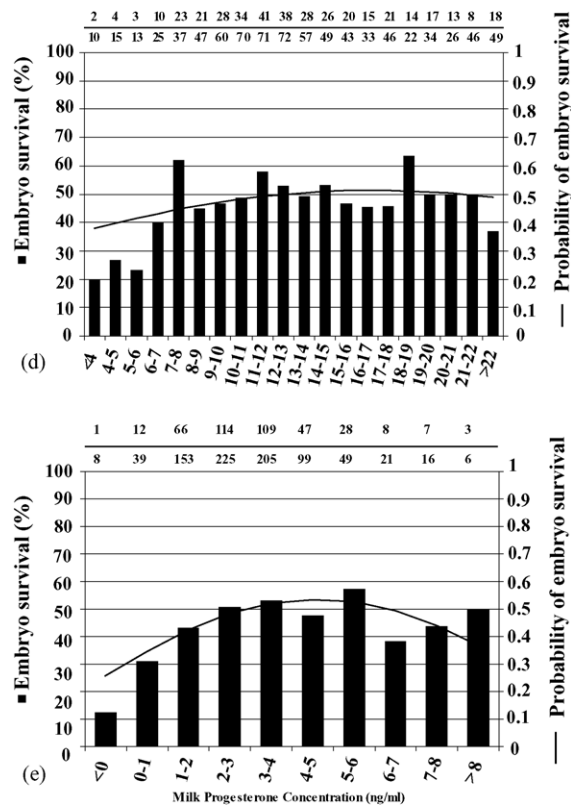 2 4 3 10 23 21 28 34 41 38 28 26 20 15 21 14 17 13 8 18
10 15 13 25 37 47 60 70 71 72 57 49 43 33 46 22 34 26 46 49
100 90 80 70 60 50 40 30 20 10 0
Embryo survival (%)
1 0.9 0.8 0.7 0.6 0.5 0.4 0.3 0.2 0.1 0
Probability of embryo survival
(d)
<4 4-5 5-6 6-7 7-8 8-9 9-10 10-11 11-12 12-13 13-14 14-15 15-16 16-17 17-18 18-19 19-20 20-21 21-22 >22
1 12 66 114 109 47 28 8 7 3
8 39 153 225 205 99 49 21 16 6
100 90 80 70 60 50 40 30 20 10 0
Embryo survival (%)
1 0.9 0.8 0.7 0.6 0.5 0.4 0.3 0.2 0.1 0
Probability of embryo survival
(e)
<0 0-1 1-2 2-3 3-4 4-5 5-6 6-7 7-8 >8
Milk Progesterone Concentration (ng/ml)